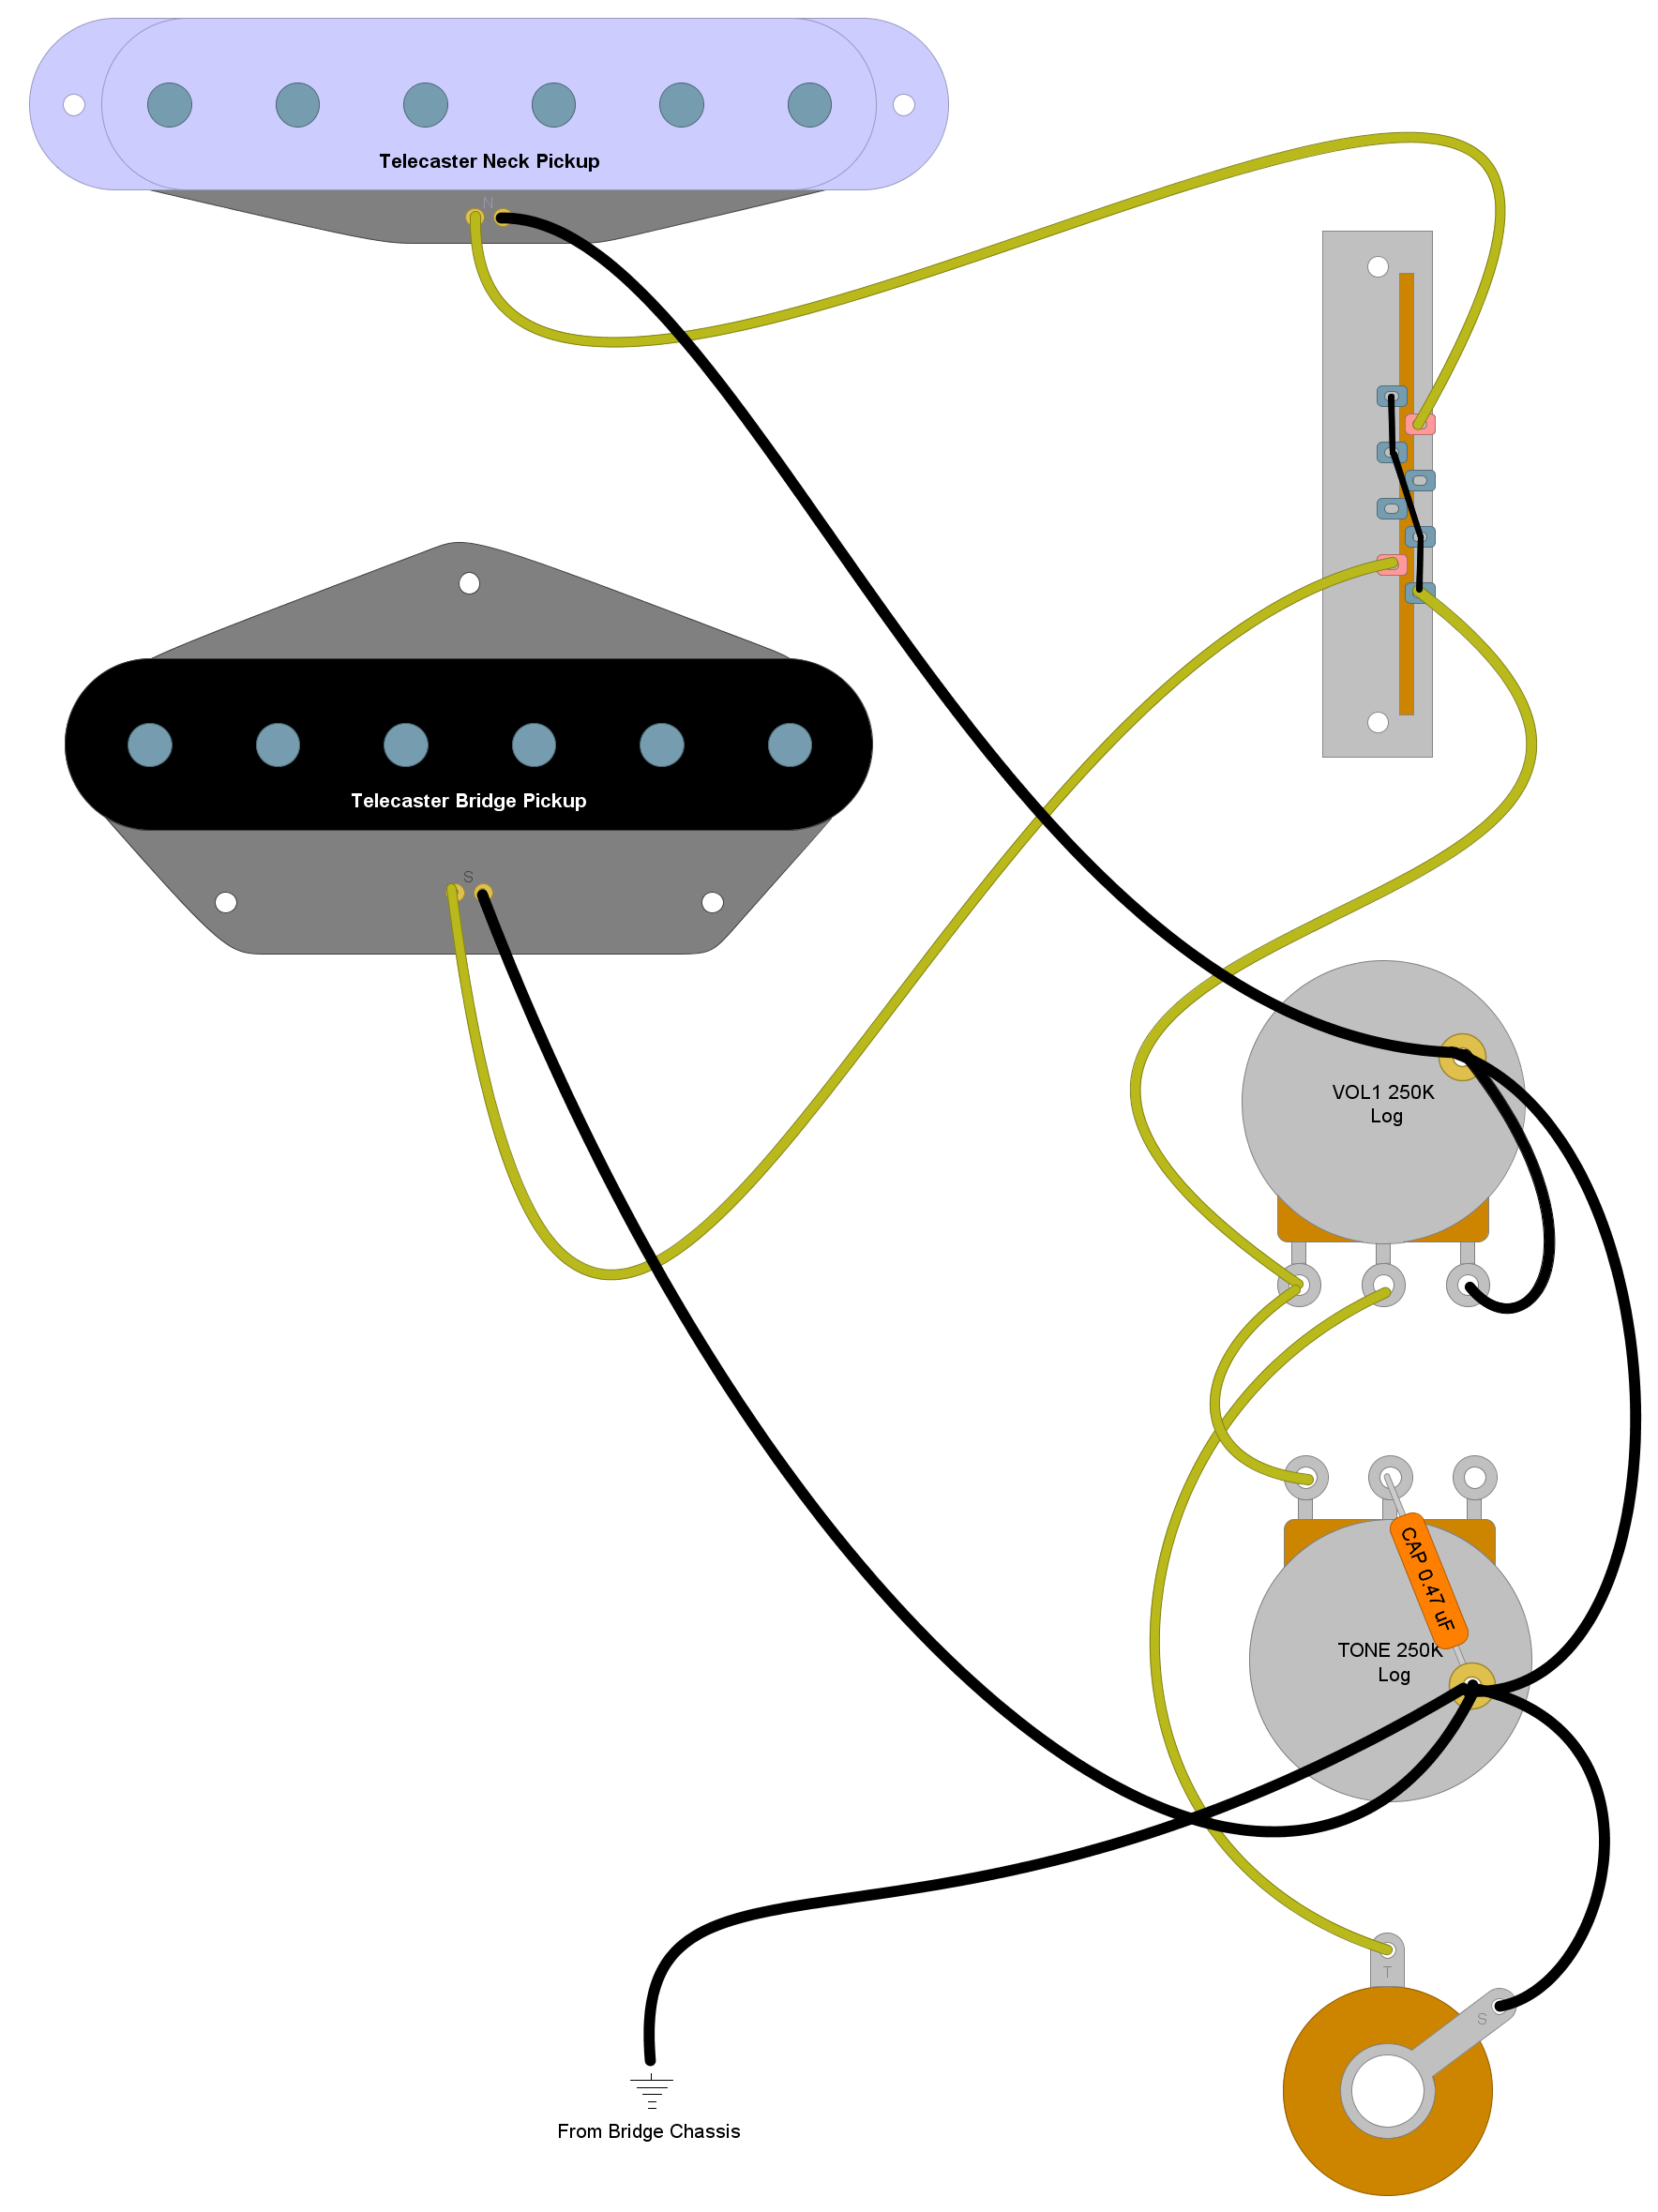 Telecaster Neck Pickup
N
Telecaster Bridge Pickup
S
VOL1 250K
Log
CAP 0.47 uF
TONE 250K
Log
T
S
From Bridge Chassis